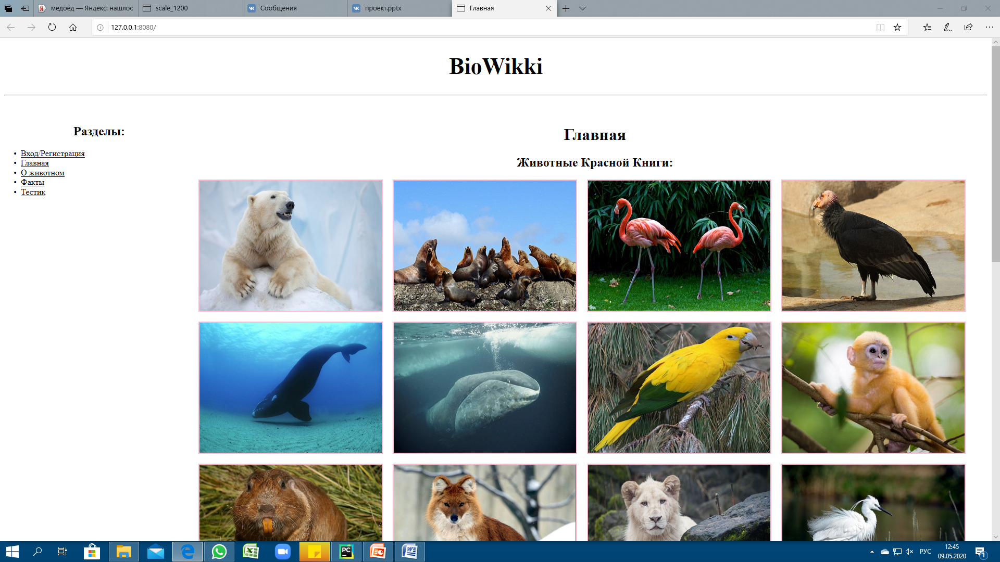 медоед — Яндекс: нашлос
scale_1200
Сообщения
проект.pptx
Главная
127.0.0.1:8080/
BioWikki
Разделы:
• Вход/Регистрация
• Главная
• О животном
• Факты
• Тестик
Главная
Животные Красной Книги:
РУС
12:45
09.05.2020
1